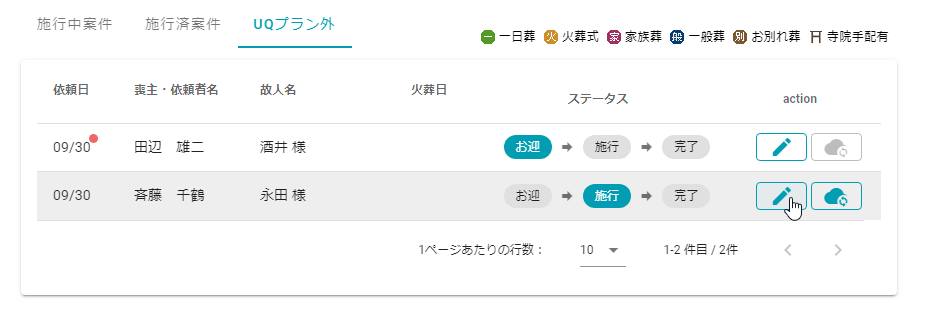 施行中案件 施行済案件 UQプラン外
一 一日葬 火 火葬式 家 家族葬 般 一般葬 別 お別れ葬 寺院手配有
依頼日 喪主・依頼者名 故人名 火葬日 ステータス action
09/30 田辺　雄二 酒井 様 お迎 施行 完了
09/30 斉藤　千鶴 永田 様 お迎 施行 完了
1ページあたりの行数： 10 1-2 件目 / 2件